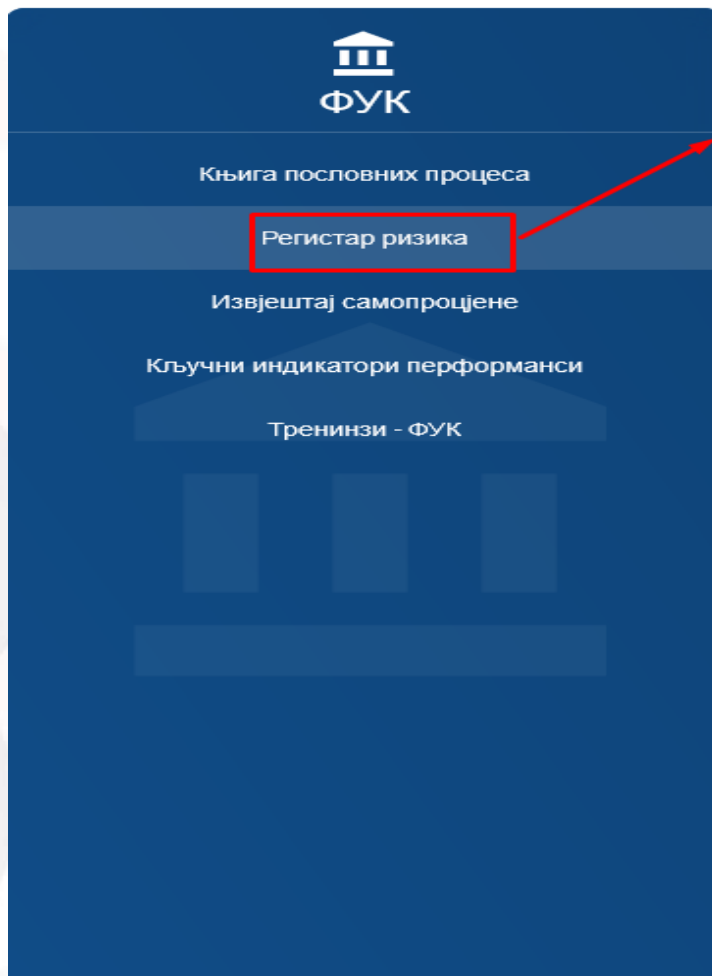 ФУК
Књига пословних процеса
Регистар ризика
Извјештај самопроцјене
Кључни индикатори перформанси
Тренинзи - ФУК